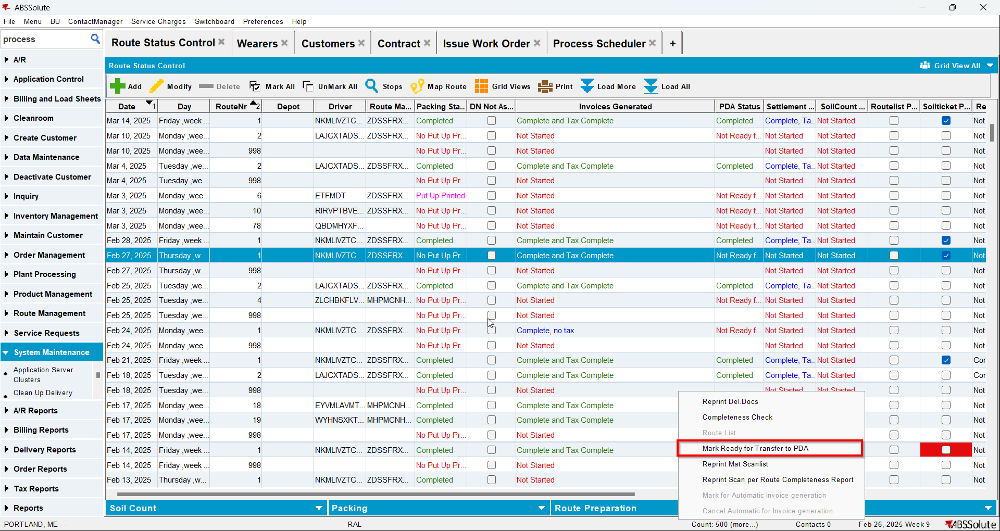 ABSSolute
File Menu BU ContactManager Service Charges Switchboard Preferences Help
process
Route Status Control Wearers Customers Contract Issue Work Order Process Scheduler +
A/R
Application Control
Billing and Load Sheets
Cleanroom
Create Customer
Data Maintenance
Deactivate Customer
Inquiry
Inventory Management
Maintain Customer
Order Management
Plant Processing
Product Management
Route Management
Service Requests
System Maintenance
Application Server
Clusters
Clean Up Delivery
A/R Reports
Billing Reports
Delivery Reports
Order Reports
Tax Reports
Reports
Route Status Control Grid View All
Add Modify Delete Mark All UnMark All Stops Map Route Grid Views Print Load More Load All
Date 1 Day RouteNr 2 Depot Driver Route Ma... Packing Sta... DN Not As... Invoices Generated PDA Status Settlement ... SoilCount ... Routelist P... Soilticket P... Re
Mar 14, 2025 Friday ,week ... 1 NKMLIVZTC... ZDSSFRX... Completed Complete and Tax Complete Completed Complete, Ta.. Not Started Not
Mar 10, 2025 Monday ,wee... 2 LAJCXTADS... ZDSSFRX... No Put Up Pr... Not Started Not Ready f... Not Started Not Started Not
Mar 10, 2025 Monday ,wee... 998 No Put Up Pr... Not Started Not Started Not Started Not
Mar 4, 2025 Tuesday ,we... 2 LAJCXTADS... ZDSSFRX... Completed Complete and Tax Complete Completed Complete, Ta.. Not Started Not
Mar 4, 2025 Tuesday ,we... 998 No Put Up Pr... Not Started Not Started Not Started Not
Mar 3, 2025 Monday ,wee... 6 ETFMDT ZDSSFRX... Put Up Printed Not Started Not Ready f... Not Started Not Started Not
Mar 3, 2025 Monday ,wee... 10 RIRVPTBVE... ZDSSFRX... No Put Up Pr... Not Started Not Ready f... Not Started Not Started Not
Mar 3, 2025 Monday ,wee... 78 QBDMHYXF... No Put Up Pr... Not Started Not Ready f... Not Started Not Started Not
Feb 28, 2025 Friday ,week ... 1 NKMLIVZTC... ZDSSFRX... Completed Complete and Tax Complete Completed Complete, Ta.. Not Started Not
Feb 27, 2025 Thursday ,w... 1 NKMLIVZTC... ZDSSFRX... No Put Up Pr... Complete and Tax Complete Not Ready f... Not Started Not Started Not
Feb 27, 2025 Thursday ,w... 998 No Put Up Pr... Not Started Not Started Not Started Not
Feb 25, 2025 Tuesday ,we... 2 LAJCXTADS... ZDSSFRX... Completed Complete and Tax Complete Completed Complete, Ta.. Not Started Not
Feb 25, 2025 Tuesday ,we... 4 ZLCHBKFLV... MHPMCNH... No Put Up Pr... Not Started Not Ready f... Not Started Not Started Not
Feb 25, 2025 Tuesday ,we... 998 No Put Up Pr... Not Started Not Started Not Started Not
Feb 24, 2025 Monday ,wee... 1 NKMLIVZTC... ZDSSFRX... No Put Up Pr... Complete, no tax Not Ready f... Not Started Not Started Not
Feb 24, 2025 Monday ,wee... 998 No Put Up Pr... Not Started Not Started Not Started Not
Feb 21, 2025 Friday ,week ... 1 NKMLIVZTC... ZDSSFRX... Completed Complete and Tax Complete Completed Complete, Ta.. Not Started Cor
Feb 18, 2025 Tuesday ,we... 2 LAJCXTADS... ZDSSFRX... Completed Complete and Tax Complete Completed Complete, Ta.. Not Started Cor
Feb 18, 2025 Tuesday ,we... 998 No Put Up Pr... Not Started Not Started Not Started Not
Feb 17, 2025 Monday ,wee... 18 EYVMLAVMT... MHPMCNH... Completed Complete and Tax Complete Not
Feb 17, 2025 Monday ,wee... 19 WYHNSXKT... MHPMCNH... Completed Complete and Tax Complete Not
Feb 17, 2025 Monday ,wee... 998 No Put Up Pr... Not Started Not
Feb 14, 2025 Friday ,week ... 1 NKMLIVZTC... ZDSSFRX... Completed Complete and Tax Complete Not
Feb 14, 2025 Friday ,week ... 998 No Put Up Pr... Not Started Not
Feb 13, 2025 Thursday ,w... 1 NKMLIVZTC... ZDSSFRX... Completed Not Started Not
Reprint Del.Docs
Completeness Check
Route List
Mark Ready for Transfer to PDA
Reprint Mat Scanlist
Reprint Scan per Route Completeness Report
Mark for Automatic Invoice generation
Cancel Automatic for Invoice generation
Soil Count Packing Route Preparation
PORTLAND, ME - - RAL Count: 500 (more...) Contacts 0 Feb 26, 2025 Week 9 ABSSolute